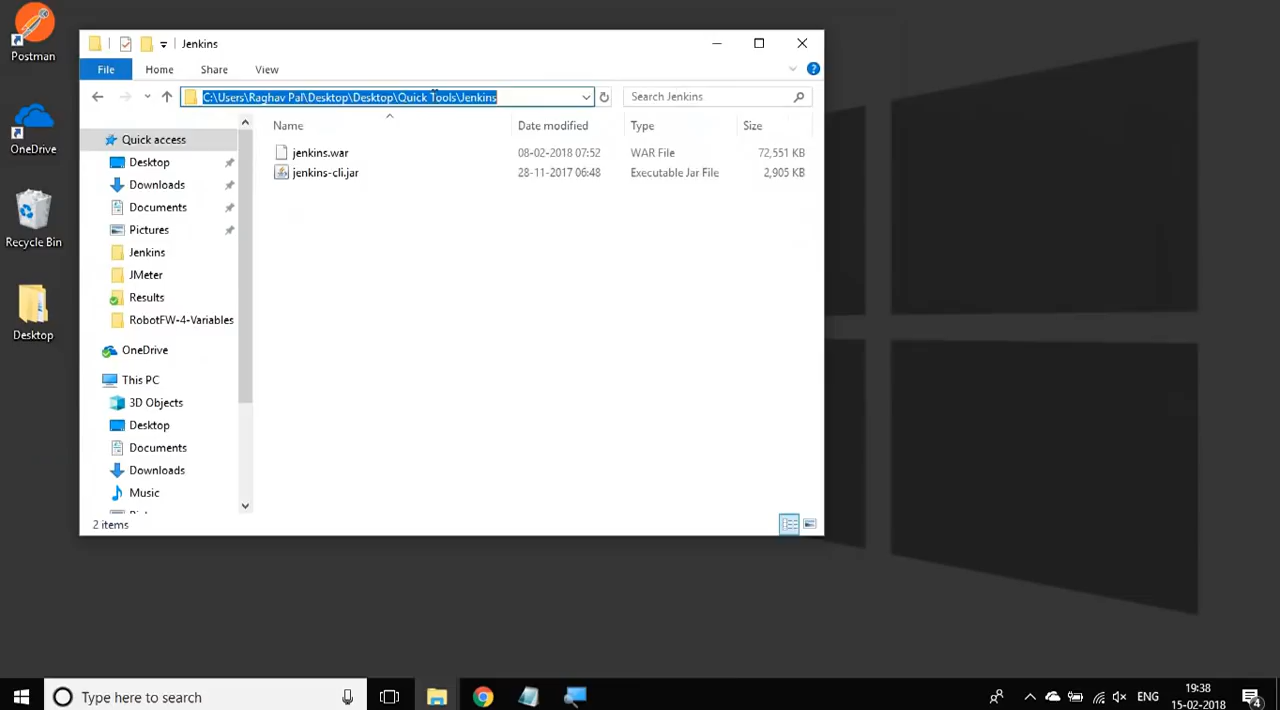 Postman
OneDrive
Recycle Bin
Desktop
Jenkins
File
Home
Share
View
C:\Users\Raghav Pal\Desktop\Desktop\Quick Tools\Jenkins
Search Jenkins
Name
Date modified
Type
Size
jenkins.war
08-02-2018 07:52
WAR File
72,551 KB
jenkins-cli.jar
28-11-2017 06:48
Executable Jar File
2,905 KB
Quick access
Desktop
Downloads
Documents
Pictures
Jenkins
JMeter
Results
RobotFW-4-Variables
OneDrive
This PC
3D Objects
Desktop
Documents
Downloads
Music
2 items
Type here to search
ENG
19:38
15-02-2018
4